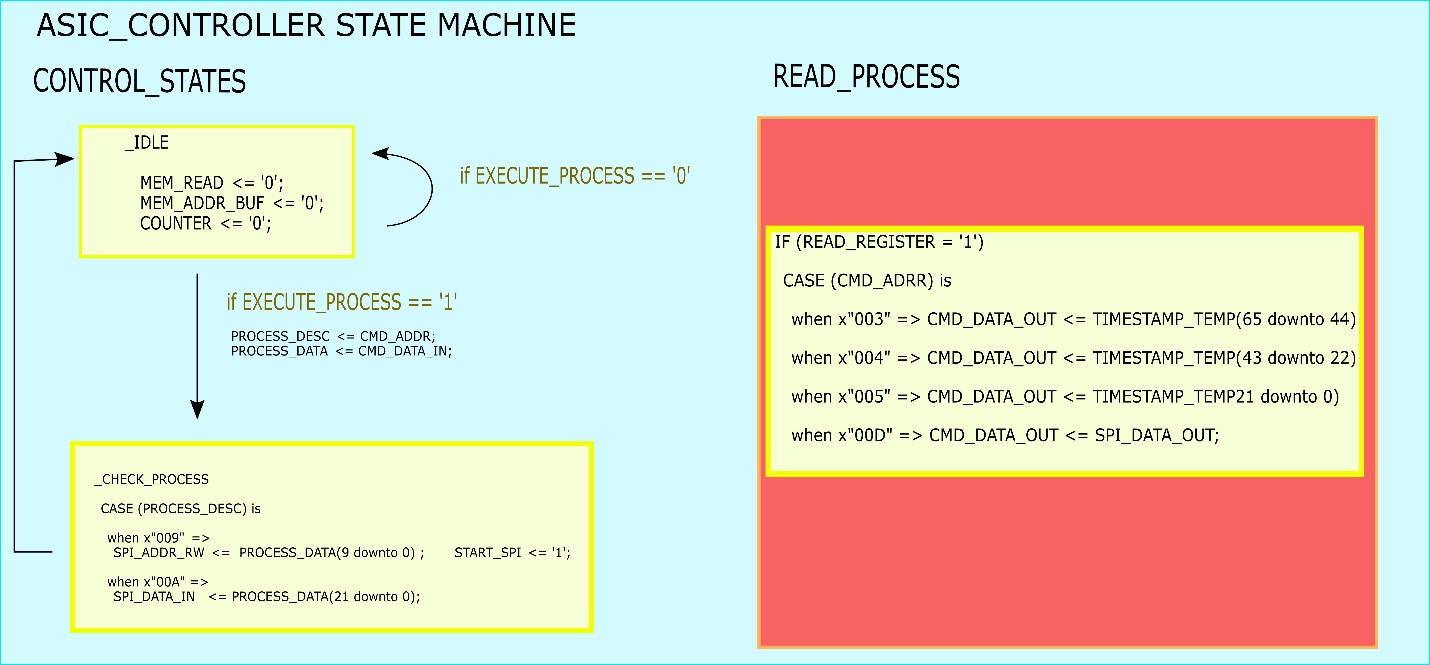 ASIC_CONTROLLER STATE MACHINE
CONTROL_STATES
_IDLE
MEM_READ <= '0';
MEM_ADDR_BUF <= '0';
COUNTER <= '0';
if EXECUTE_PROCESS == '0'
if EXECUTE_PROCESS == '1'
PROCESS_DESC <= CMD_ADDR;
PROCESS_DATA <= CMD_DATA_IN;
_CHECK_PROCESS
CASE (PROCESS_DESC) is
when x"009" =>
SPI_ADDR_RW <= PROCESS_DATA(9 downto 0) ; START_SPI <= '1';
when x"00A" =>
SPI_DATA_IN <= PROCESS_DATA(21 downto 0);
READ_PROCESS
IF (READ_REGISTER = '1')
CASE (CMD_ADRR) is
when x"003" => CMD_DATA_OUT <= TIMESTAMP_TEMP(65 downto 44)
when x"004" => CMD_DATA_OUT <= TIMESTAMP_TEMP(43 downto 22)
when x"005" => CMD_DATA_OUT <= TIMESTAMP_TEMP21 downto 0)
when x"00D" => CMD_DATA_OUT <= SPI_DATA_OUT;